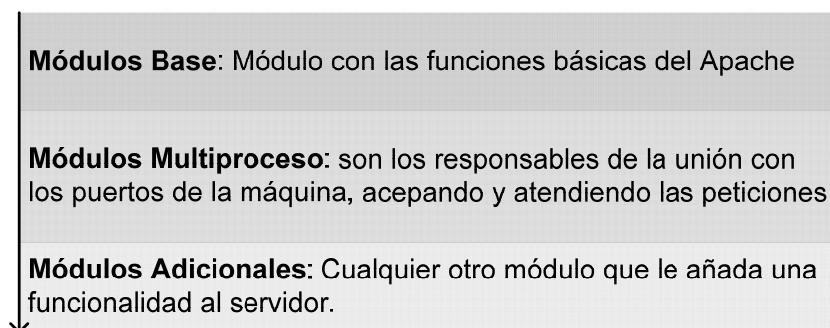 Módulos Base: Módulo con las funciones básicas del Apache
Módulos Multiproceso: son los responsables de la unión con
los puertos de la máquina, acepando y atendiendo las peticiones
Módulos Adicionales: Cualquier otro módulo que le añada una
funcionalidad al servidor.